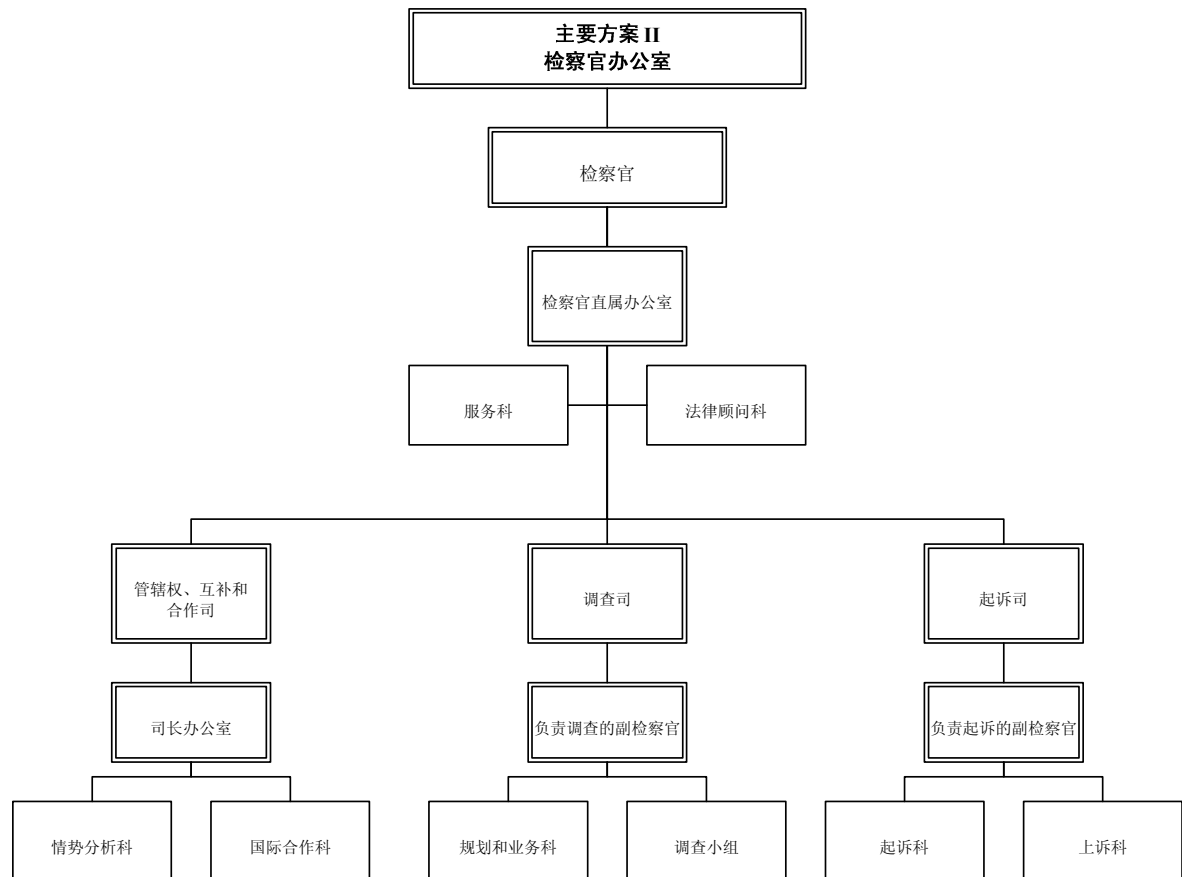 主要方案 II
检察官办公室
检察官
检察官直属办公室
服务科
法律顾问科
管辖权、互补和
合作司
调查司
起诉司
司长办公室
负责调查的副检察官
负责起诉的副检察官
情势分析科
国际合作科
规划和业务科
调查小组
起诉科
上诉科